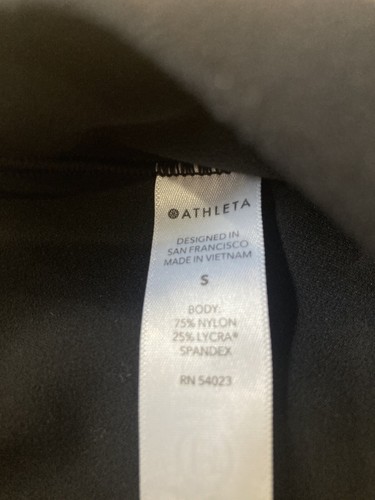 ATHLETA
DESIGNED IN
SAN FRANCISCO
MADE IN VIETNAM
S
BODY:
75% NYLON
25% LYCRA®
SPANDEX
RN 54023